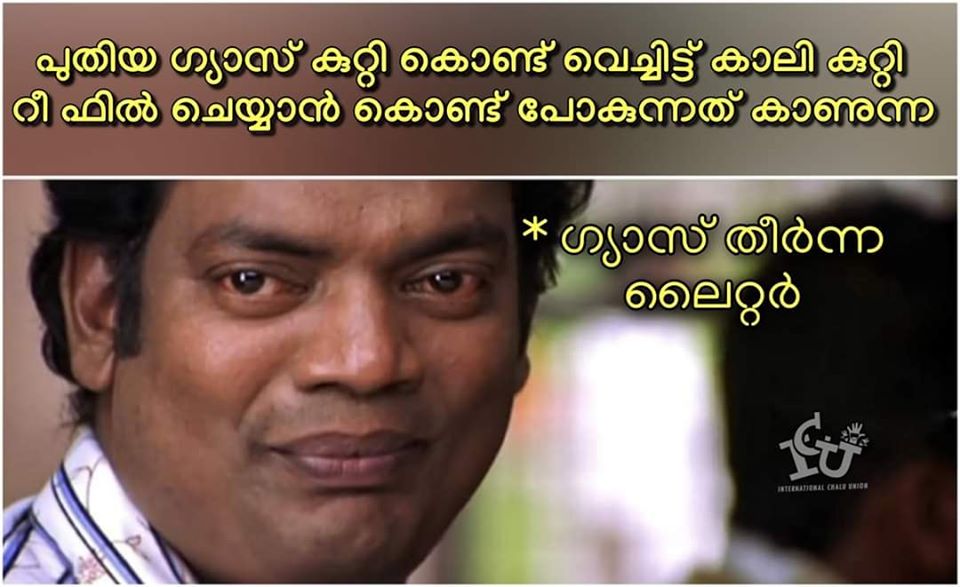 പുതിയ ഗ്യാസ് കുറ്റി കൊണ്ട് വെച്ചിട്ട് കാലി കുറ്റി
റീ ഫിൽ ചെയ്യാൻ കൊണ്ട് പോകുന്നത് കാണുന്ന
* ഗ്യാസ് തീർന്ന
ലൈറ്റർ
ICU
INTERNATIONAL CHALU UNION